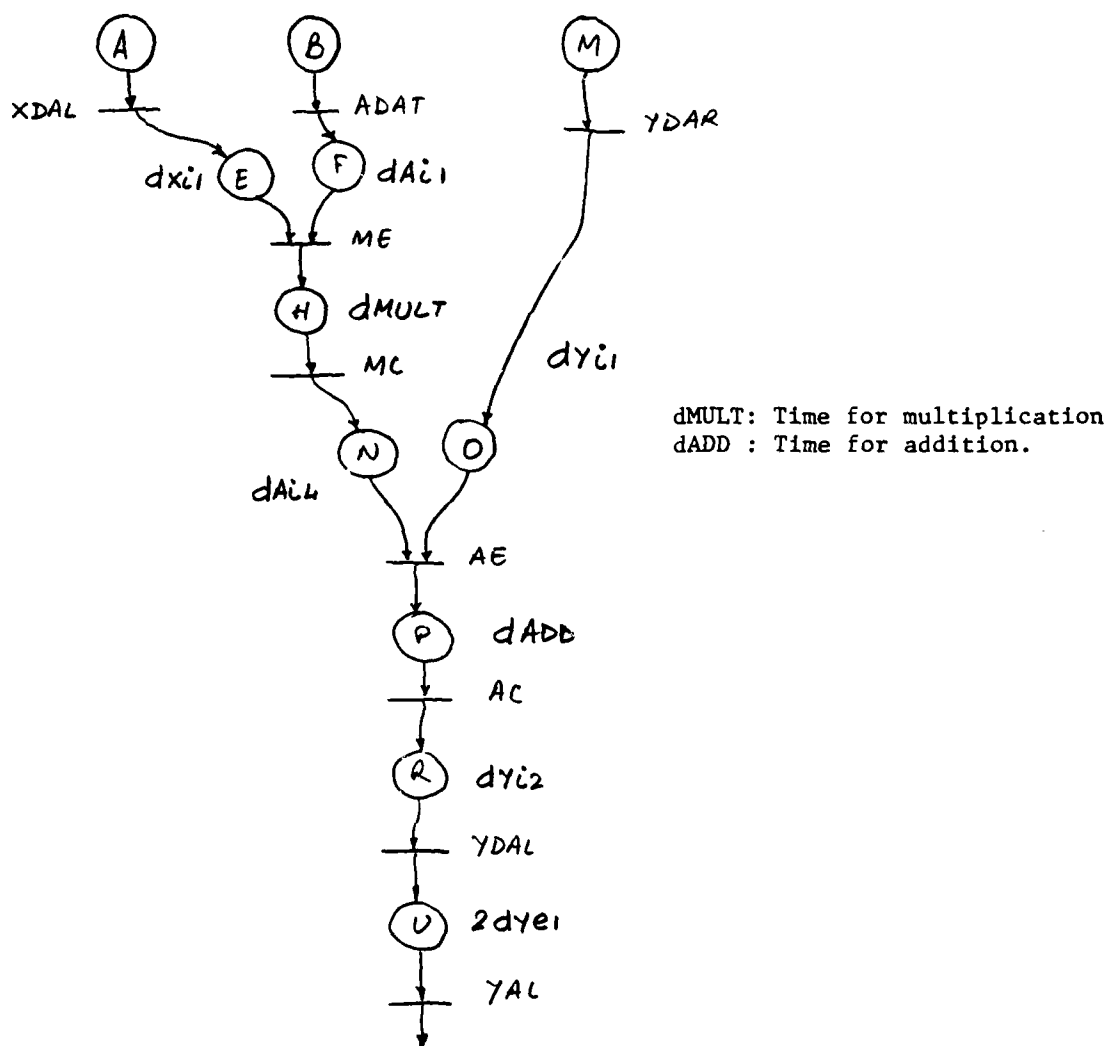 A
B
M
XDAL
ADAT
YDAR
dxi1
E
F
dAi1
ME
H
dMULT
MC
dYi1
dMULT: Time for multiplication
dADD : Time for addition.
N
O
dAi4
AE
P
dADD
AC
R
dYi2
YDAL
U
2dye1
YAL